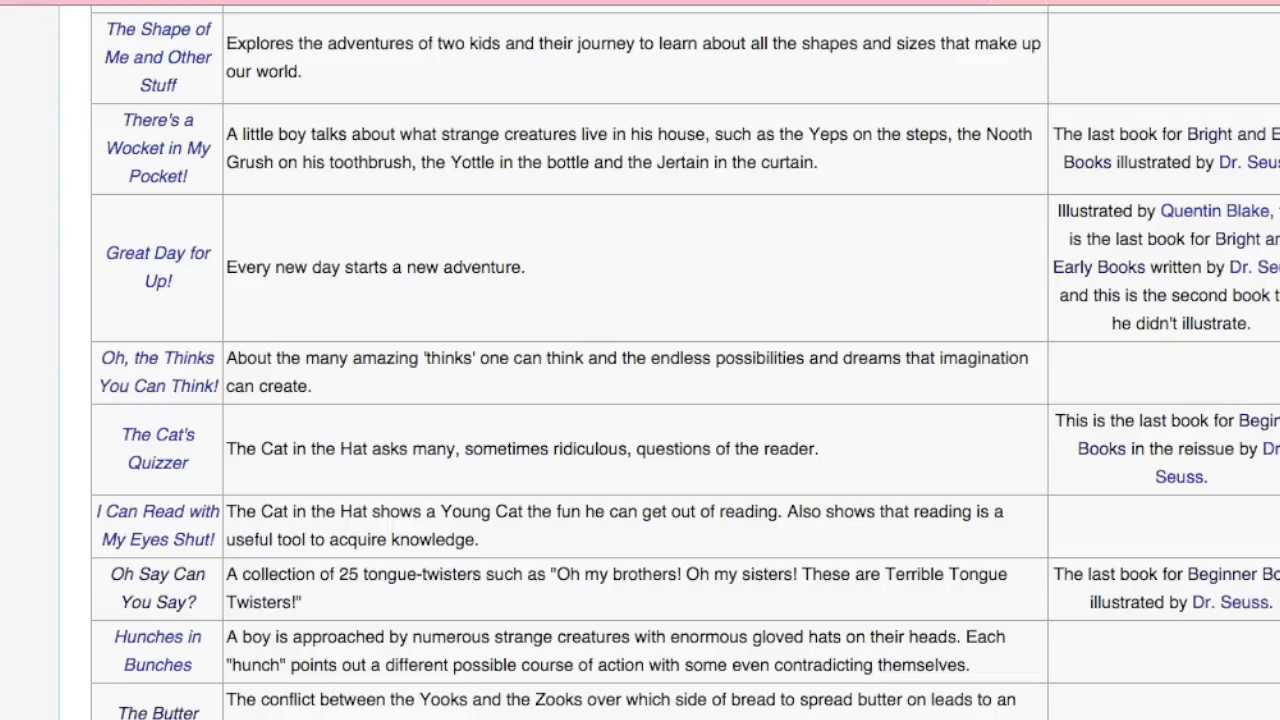 The Shape of
Me and Other
Stuff
Explores the adventures of two kids and their journey to learn about all the shapes and sizes that make up
our world.
There's a
Wocket in My
Pocket!
A little boy talks about what strange creatures live in his house, such as the Yeps on the steps, the Nooth
Grush on his toothbrush, the Yottle in the bottle and the Jertain in the curtain.
The last book for Bright and
Books illustrated by Dr.
Great Day for
Up!
Every new day starts a new adventure.
Illustrated by Quentin Blake,
is the last book for Bright
Early Books written by Dr.
and this is the second book
he didn't illustrate.
Oh, the Thinks
You Can Think!
About the many amazing 'thinks' one can think and the endless possibilities and dreams that imagination
can create.
The Cat's
Quizzer
The Cat in the Hat asks many, sometimes ridiculous, questions of the reader.
This is the last book for
Books in the reissue by
Seuss.
I Can Read with
My Eyes Shut!
The Cat in the Hat shows a Young Cat the fun he can get out of reading. Also shows that reading is a
useful tool to acquire knowledge.
Oh Say Can
You Say?
A collection of 25 tongue-twisters such as "Oh my brothers! Oh my sisters! These are Terrible Tongue
Twisters!"
The last book for Beginner
illustrated by Dr. Seuss.
Hunches in
Bunches
A boy is approached by numerous strange creatures with enormous gloved hats on their heads. Each
"hunch" points out a different possible course of action with some even contradicting themselves.
The Butter
The conflict between the Yooks and the Zooks over which side of bread to spread butter on leads to an